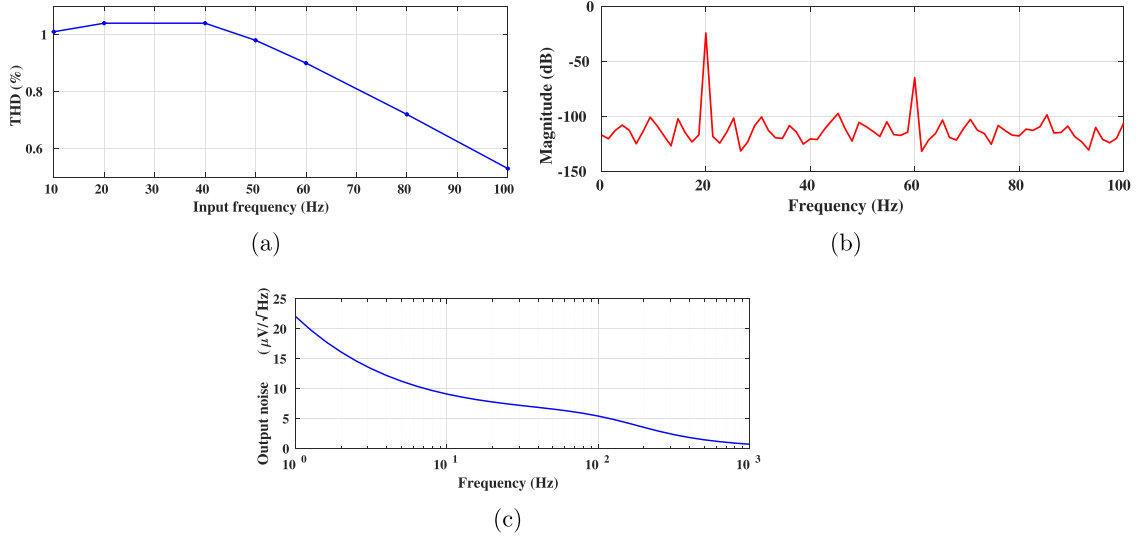 THD (%)
1
0.8
0.6
10 20 30 40 50 60 70 80 90 100
Input frequency (Hz)
(a)
Magnitude (dB)
0
-50
-100
-150
0 20 40 60 80 100
Frequency (Hz)
(b)
Output noise (μV/√Hz)
25
20
15
10
5
0
10^0 10^1 10^2 10^3
Frequency (Hz)
(c)